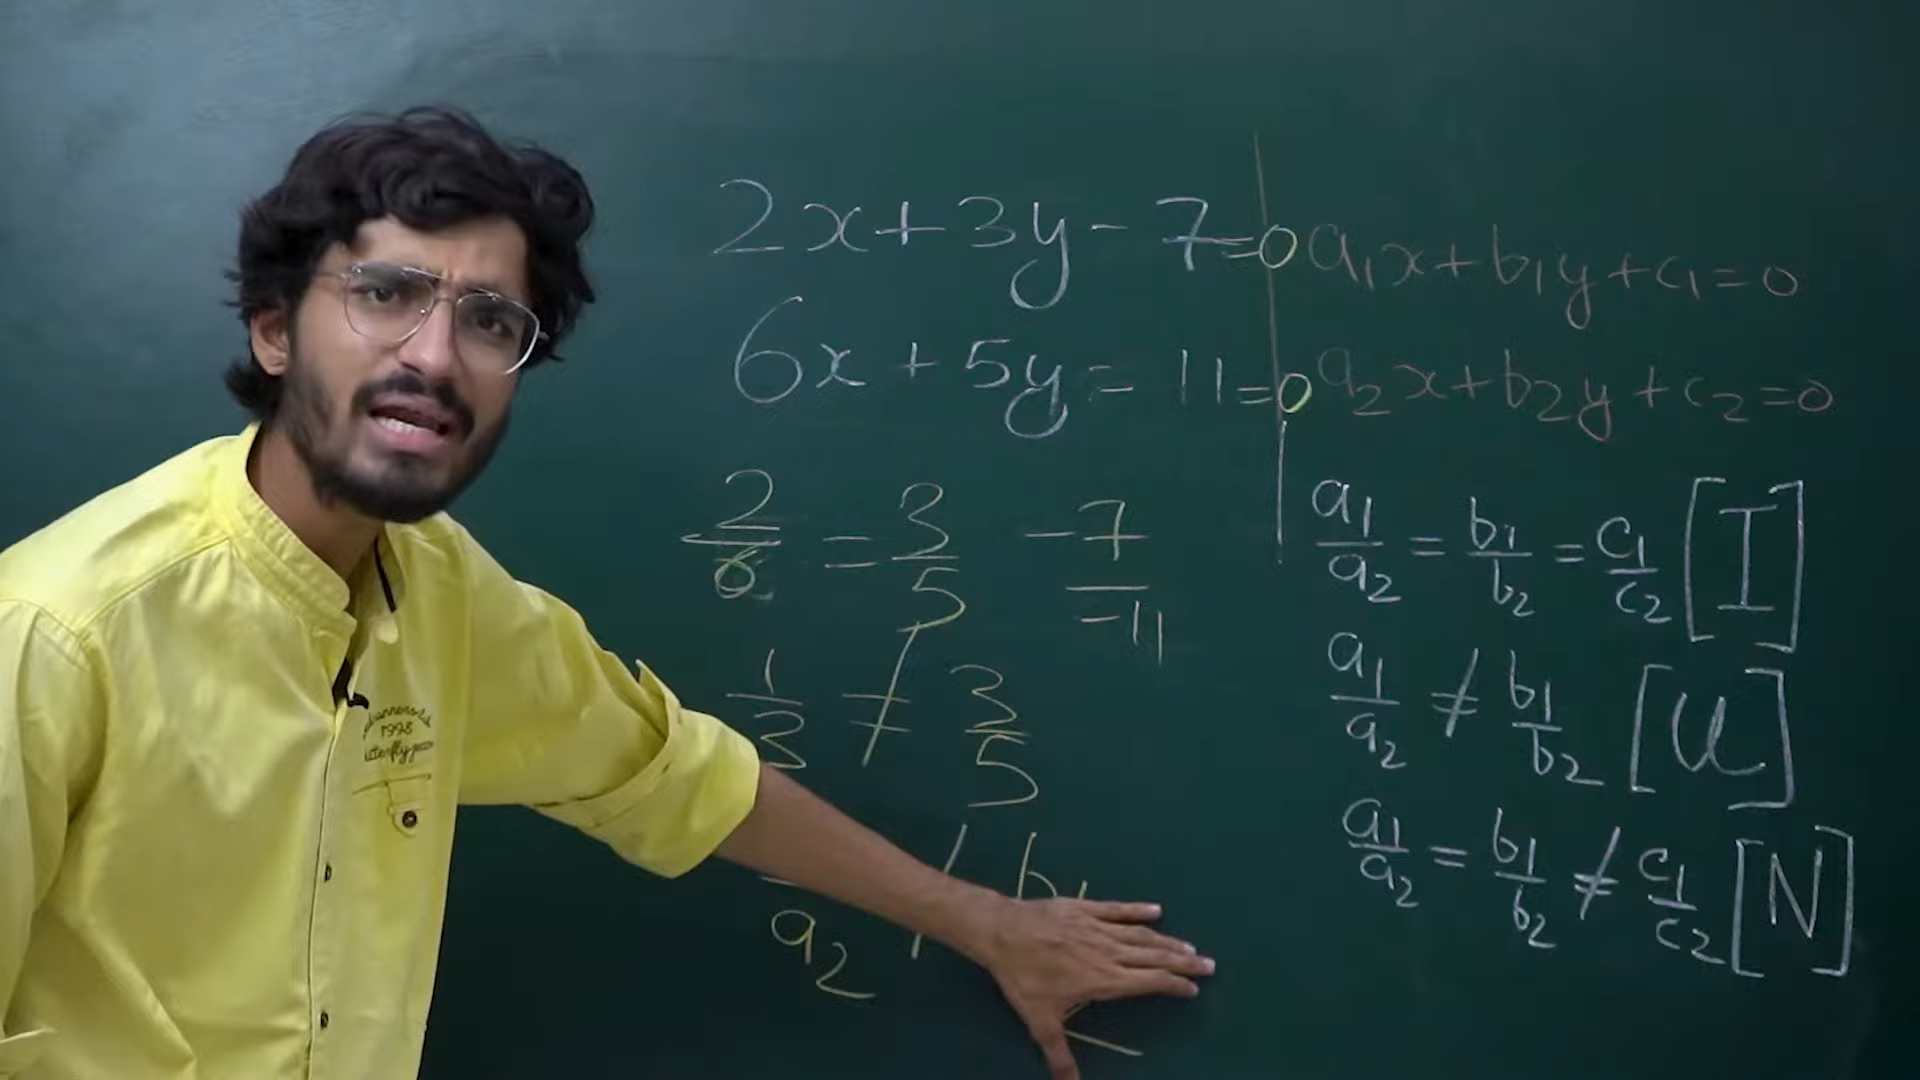 2x+3y-7=0
6x+5y=11=0
2/6 = 3/5 -7/-11
1/3 ≠ 3/5
a2 b1
a1x+b1y+c1=0
a2x+b2y+c2=0
a1/a2 = b1/b2 = c1/c2 [I]
a1/a2 ≠ b1/b2 [U]
a1/a2 = b1/b2 ≠ c1/c2 [N]
1998